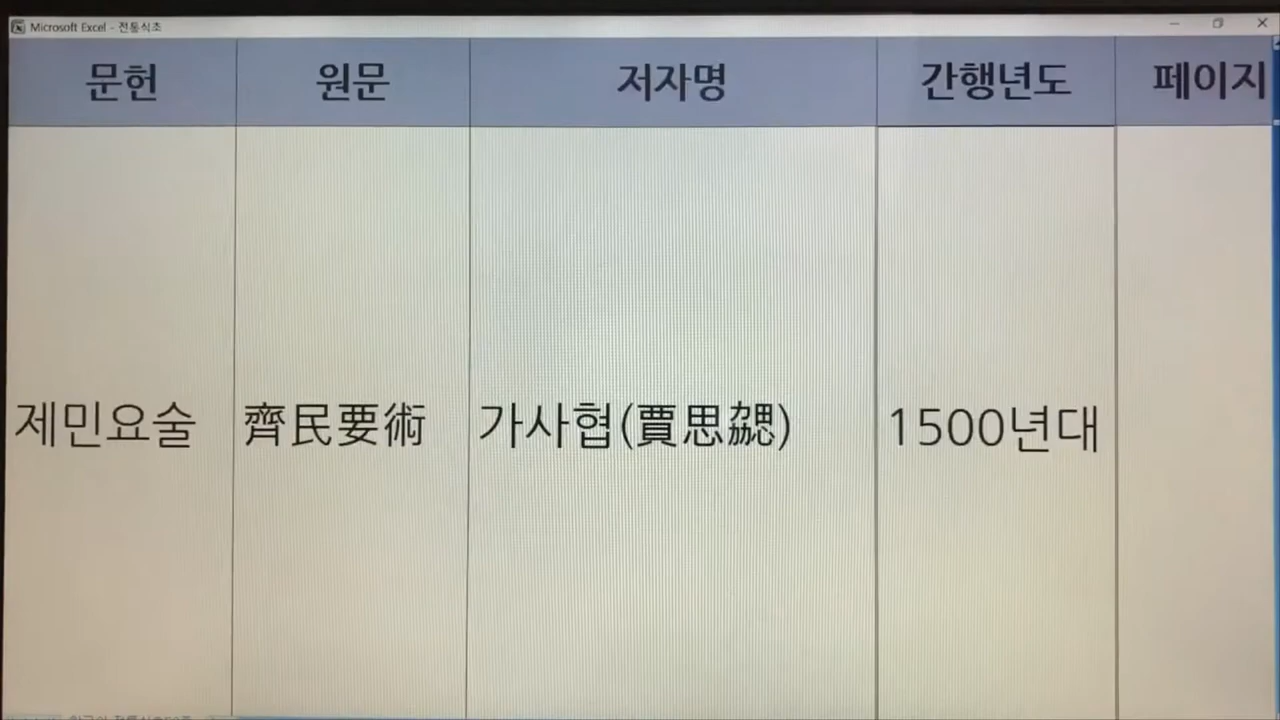 Microsoft Excel - 전통식초
문헌 원문 저자명 간행년도 페이지
제민요술 齊民要術 가사협(賈思勰) 1500년대